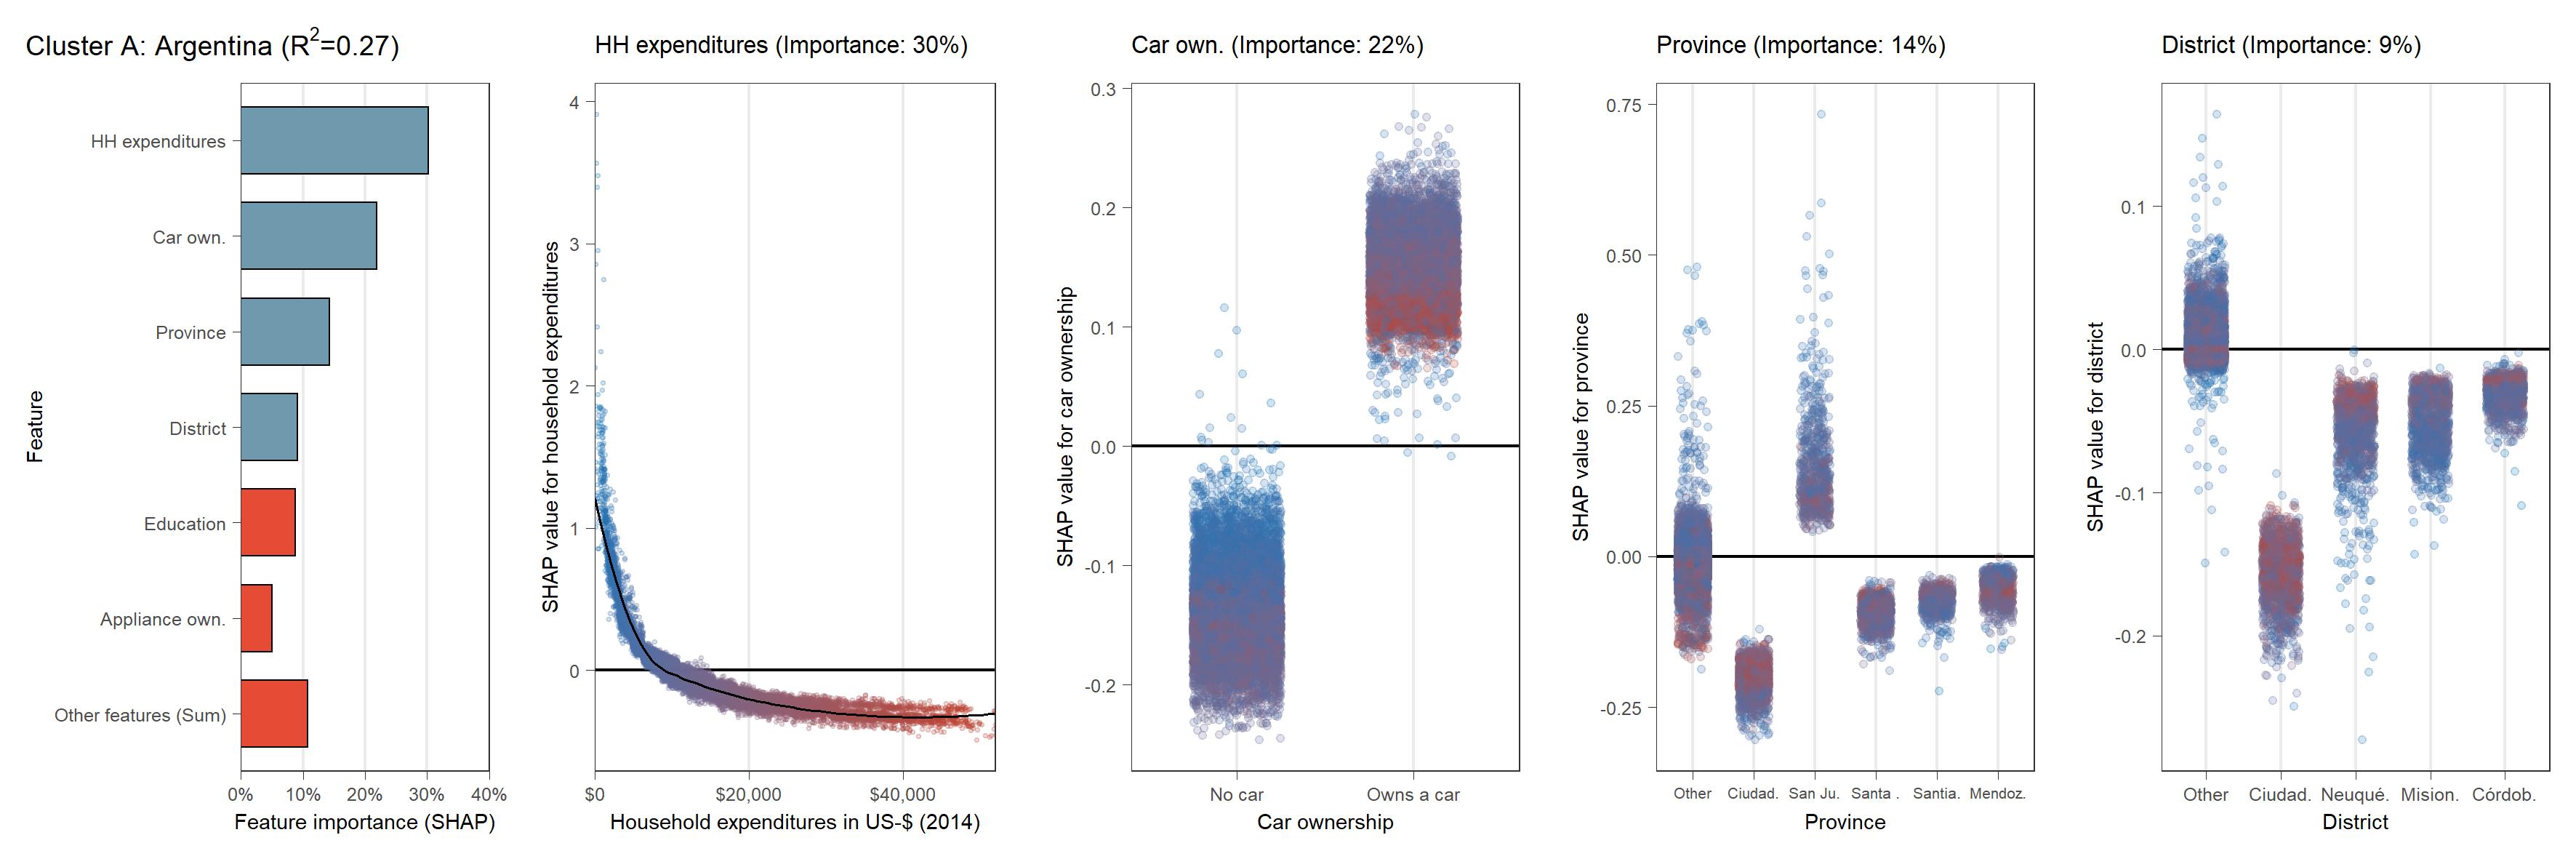 Cluster A: Argentina (R2=0.27)
Feature
HH expenditures
Car own.
Province
District
Education
Appliance own.
Other features (Sum)
0% 10% 20% 30% 40%
Feature importance (SHAP)
HH expenditures (Importance: 30%)
SHAP value for household expenditures
4
3
2
1
0
$0 $20,000 $40,000
Household expenditures in US-$ (2014)
Car own. (Importance: 22%)
SHAP value for car ownership
0.3
0.2
0.1
0.0
-0.1
-0.2
No car Owns a car
Car ownership
Province (Importance: 14%)
SHAP value for province
0.75
0.50
0.25
0.00
-0.25
Other Ciudad. San Ju. Santa . Santia. Mendoz.
Province
District (Importance: 9%)
SHAP value for district
0.1
0.0
-0.1
-0.2
Other Ciudad. Neuqué. Mision. Córdob.
District